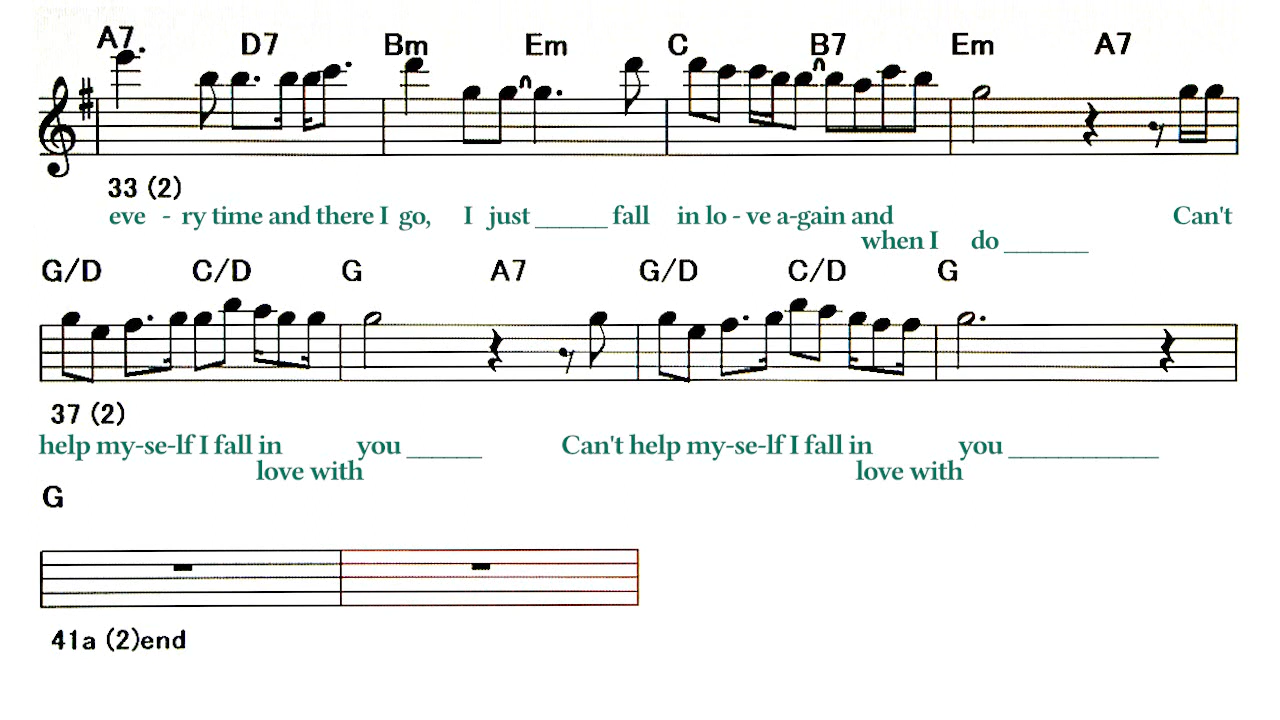 A7. D7 Bm Em C B7 Em A7
33 (2)
eve - ry time and there I go, I just ______ fall in lo - ve a-gain and Can't
when I do _______
G/D C/D G A7 G/D C/D G
37 (2)
help my-se-lf I fall in you ______ Can't help my-se-lf I fall in you ____________
love with love with
G
41a (2)end